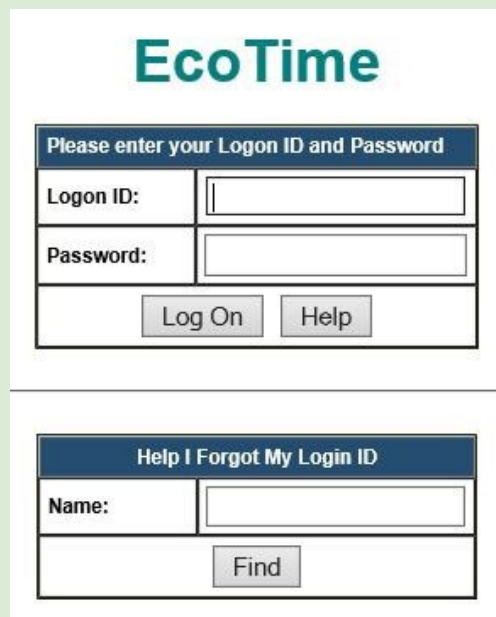 EcoTime
Please enter your Logon ID and Password
Logon ID:
Password:
Log On Help
Help I Forgot My Login ID
Name:
Find